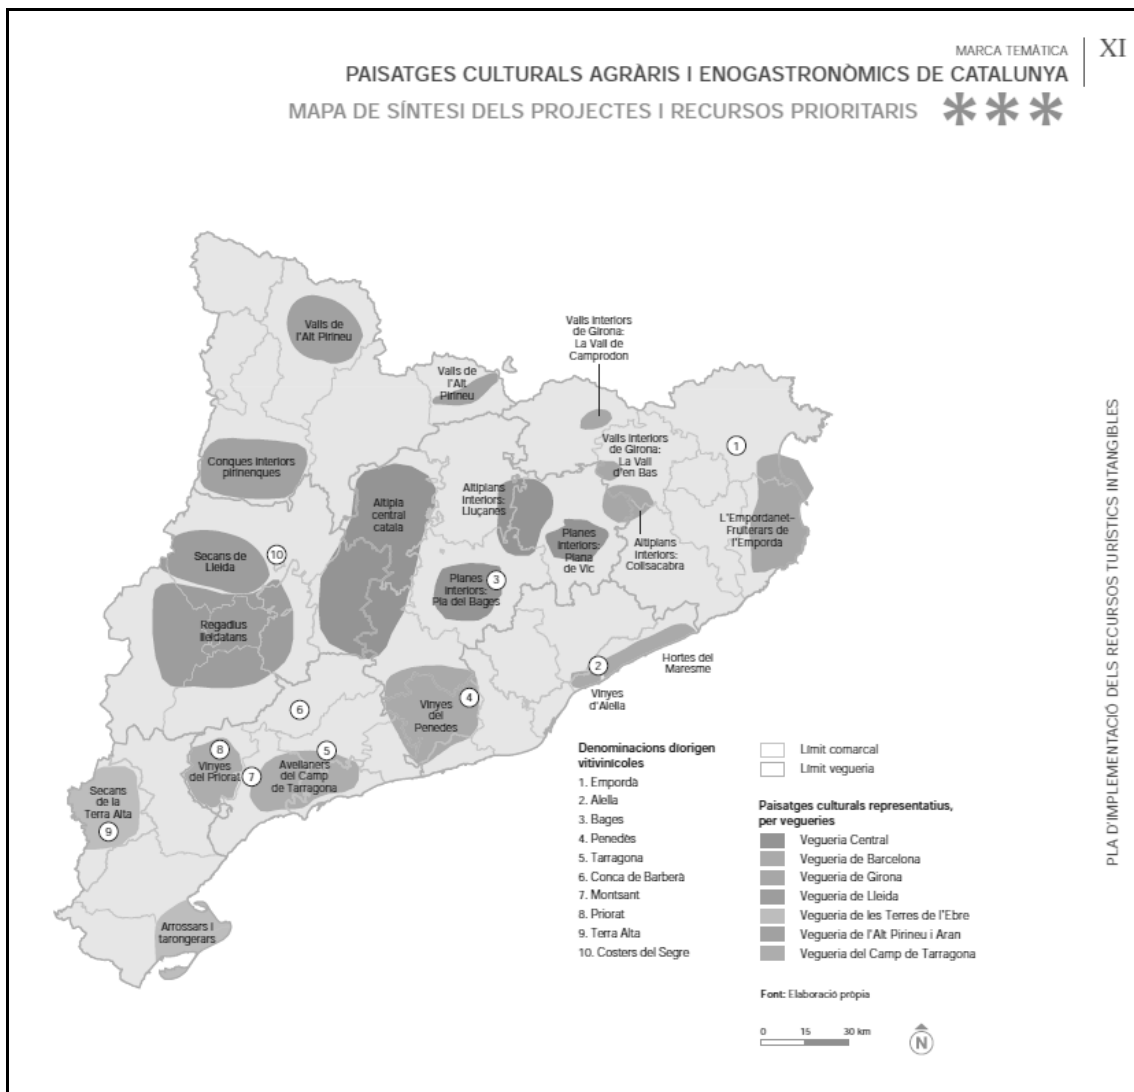 MARCA TEMÀTICA
XI
PAISATGES CULTURALS AGRÀRIS I ENOGASTRONÒMICS DE CATALUNYA
MAPA DE SÍNTESI DELS PROJECTES I RECURSOS PRIORITARIS ***
Valls de
l'Alt Pirineu
Valls de
l'Alt
Pirineu
Valls Interiors
de Girona:
La Vall de
Camprodon
Valls Interiors
de Girona:
La Vall
d'en Bas
1
Conques Interiors
pirinenques
Altipla
central
catala
Altiplans
Interiors:
Lluçanes
Planes
Interiors:
Plana
de Vic
Altiplans
Interiors:
Collsacabra
L'Empordanet–
Fruiterars de
l'Emporda
Secans de
Lleida
10
Planes
Interiors:
Pla del Bages
3
Regadius
lleidatans
Hortes del
Maresme
2
Vinyes
d'Alella
Vinyes
del
Penedes
4
6
8
Vinyes
del Priorat
7
5
Avellaners
del Camp
de Tarragona
Secans
de la
Terra Alta
9
Arrossars i
tarongerars
Denominacions díorigen
vitivinícoles
1. Empordà
2. Alella
3. Bages
4. Penedès
5. Tarragona
6. Conca de Barberà
7. Montsant
8. Priorat
9. Terra Alta
10. Costers del Segre
Límit comarcal
Límit vegueria
Paisatges culturals representatius,
per vegueries
Vegueria Central
Vegueria de Barcelona
Vegueria de Girona
Vegueria de Lleida
Vegueria de les Terres de l'Ebre
Vegueria de l'Alt Pirineu i Aran
Vegueria del Camp de Tarragona
Font: Elaboració pròpia
0 15 30 km
N
PLA D'IMPLEMENTACIÓ DELS RECURSOS TURÍSTICS INTANGIBLES